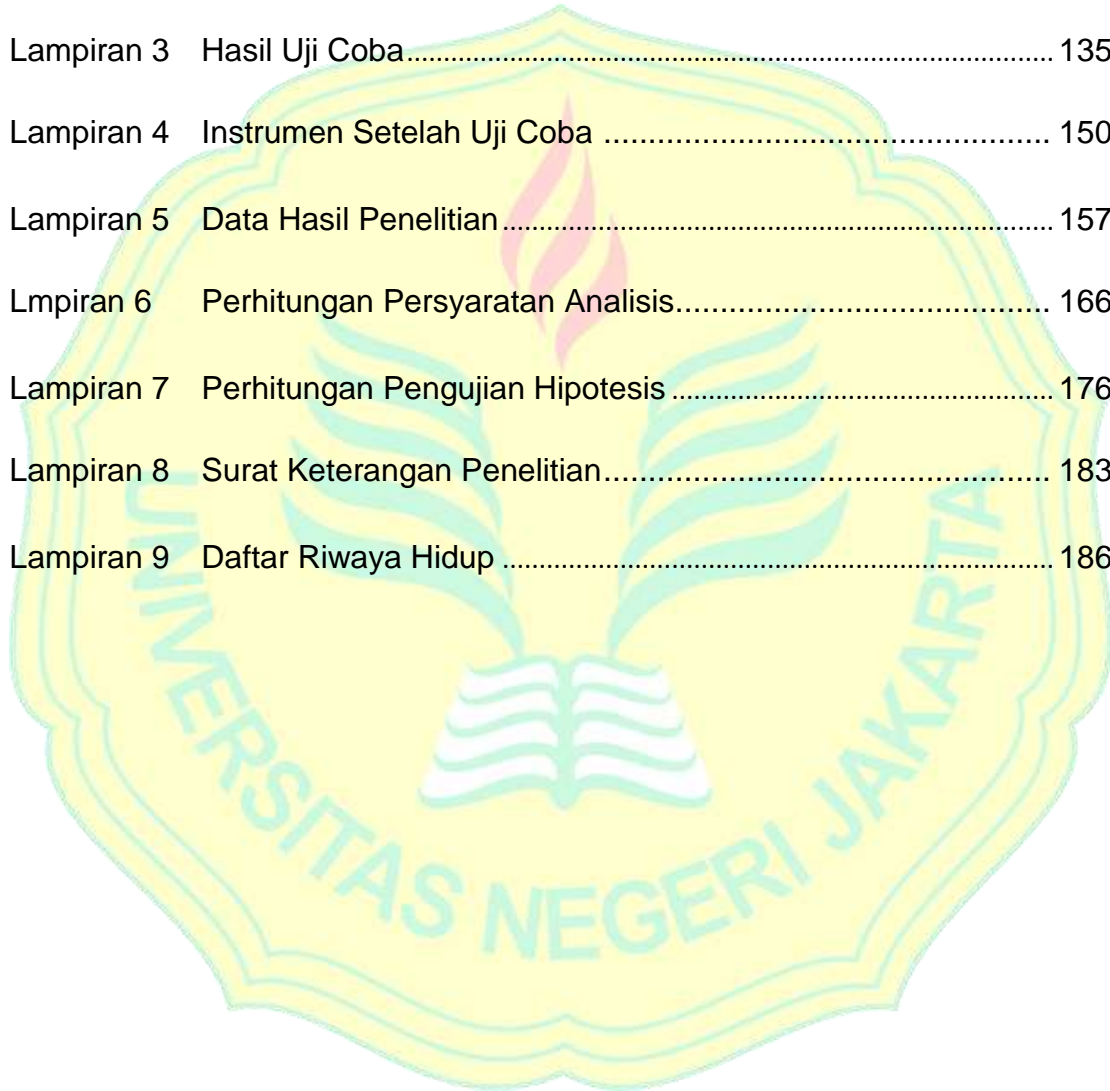 Lampiran 3 Hasil Uji Coba........................................................................ 135
Lampiran 4 Instrumen Setelah Uji Coba .................................................. 150
Lampiran 5 Data Hasil Penelitian............................................................. 157
Lmpiran 6 Perhitungan Persyaratan Analisis.......................................... 166
Lampiran 7 Perhitungan Pengujian Hipotesis .......................................... 176
Lampiran 8 Surat Keterangan Penelitian.................................................. 183
Lampiran 9 Daftar Riwaya Hidup ............................................................. 186
UNIVERSITAS NEGERI JAKARTA